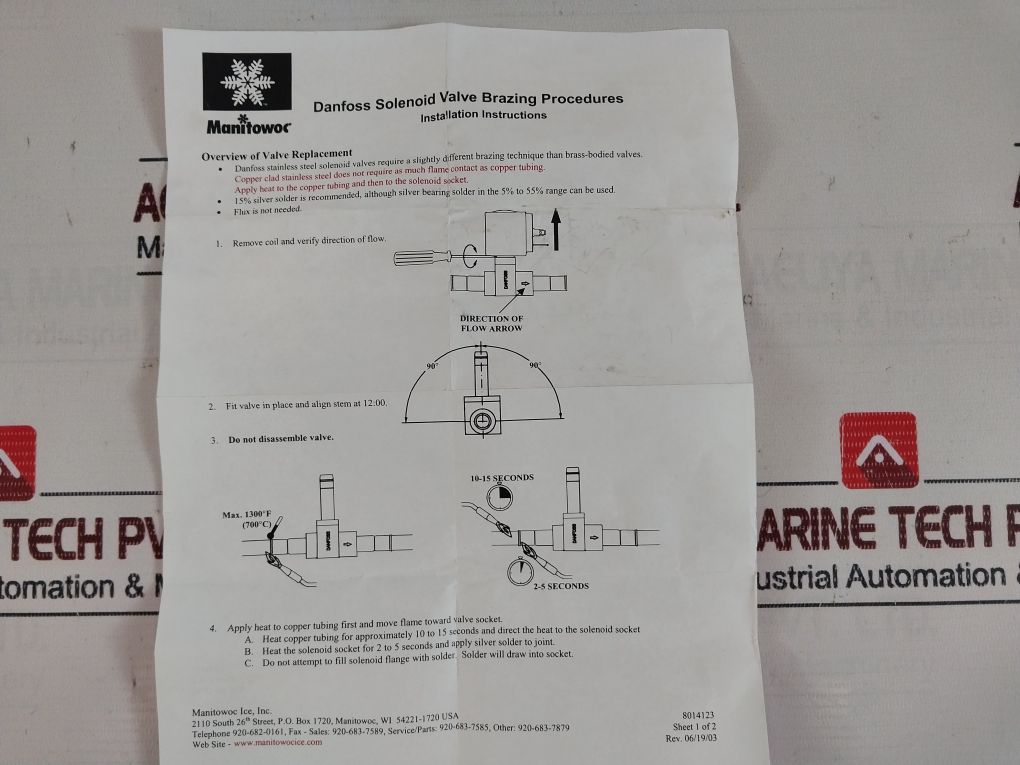 Manitowoc
Danfoss Solenoid Valve Brazing Procedures
Installation Instructions
Overview of Valve Replacement
• Danfoss stainless steel solenoid valves require a slightly different brazing technique than brass-bodied valves.
Copper clad stainless steel does not require as much flame contact as copper tubing.
Apply heat to the copper tubing and then to the solenoid socket.
• 15% silver solder is recommended, although silver bearing solder in the 5% to 55% range can be used.
• Flux is not needed.
1. Remove coil and verify direction of flow.
DANFOSS
DIRECTION OF
FLOW ARROW
90° 90°
2. Fit valve in place and align stem at 12:00.
3. Do not disassemble valve.
10-15 SECONDS
Max. 1300°F
(700°C)
DANFOSS
DANFOSS
2-5 SECONDS
4. Apply heat to copper tubing first and move flame toward valve socket.
A. Heat copper tubing for approximately 10 to 15 seconds and direct the heat to the solenoid socket
B. Heat the solenoid socket for 2 to 5 seconds and apply silver solder to joint.
C. Do not attempt to fill solenoid flange with solder. Solder will draw into socket.
Manitowoc Ice, Inc.
2110 South 26th Street, P.O. Box 1720, Manitowoc, WI 54221-1720 USA
Telephone 920-682-0161, Fax - Sales: 920-683-7589, Service/Parts: 920-683-7585, Other: 920-683-7879
Web Site - www.manitowocice.com
8014123
Sheet 1 of 2
Rev. 06/19/03
TECH PV
tomation &
ARINE TECH P
ustrial Automation &